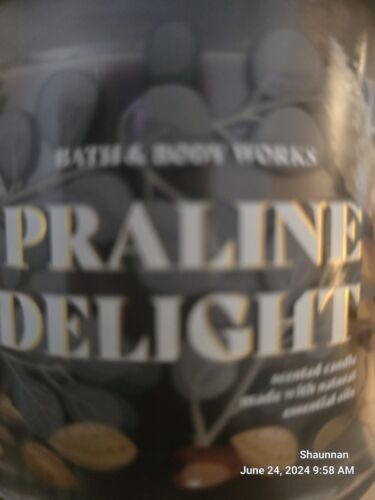 BATH & BODY WORKS
PRALINE
DELIGHT
scented candle
made with natural
essential oils
Shaunnan
June 24, 2024 9:58 AM